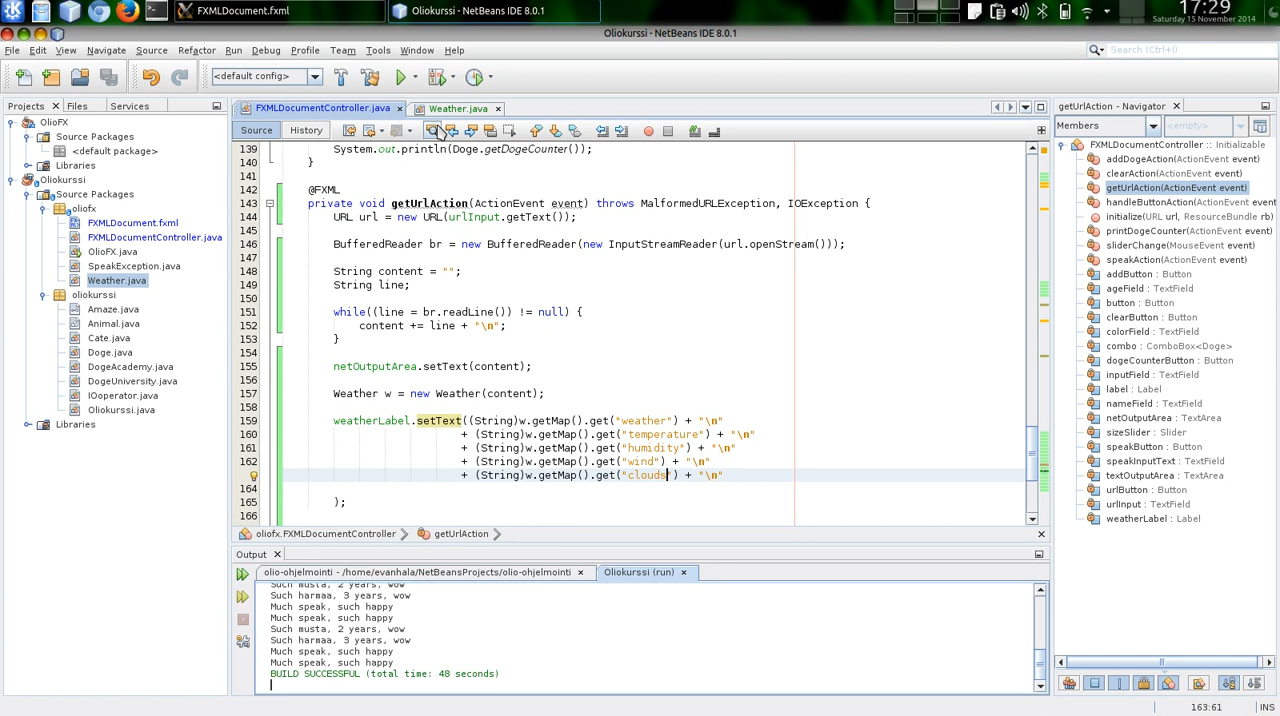 FXMLDocument.fxml
Oliokurssi - NetBeans IDE 8.0.1
17:29
Saturday 15 November 2014
Oliokurssi - NetBeans IDE 8.0.1
File Edit View Navigate Source Refactor Run Debug Profile Team Tools Window Help
Search (Ctrl+I)
<default config>
Projects Files Services
FXMLDocumentController.java Weather.java
Source History
getUrlAction - Navigator
Members
<empty>
OlioFX
Source Packages
<default package>
Libraries
Oliokurssi
Source Packages
oliofx
FXMLDocument.fxml
FXMLDocumentController.java
OlioFX.java
SpeakException.java
Weather.java
oliokurssi
Amaze.java
Animal.java
Cate.java
Doge.java
DogeAcademy.java
DogeUniversity.java
IOoperator.java
Oliokurssi.java
Libraries
139 System.out.println(Doge.getDogeCounter());
140 }
141
142 @FXML
143 private void getUrlAction(ActionEvent event) throws MalformedURLException, IOException {
144 URL url = new URL(urlInput.getText());
146 BufferedReader br = new BufferedReader(new InputStreamReader(url.openStream()));
147
148 String content = "";
149 String line;
150
151 while((line = br.readLine()) != null) {
152 content += line + "\n";
153 }
154
155 netOutputArea.setText(content);
156
157 Weather w = new Weather(content);
158
159 weatherLabel.setText((String)w.getMap().get("weather") + "\n"
160 + (String)w.getMap().get("temperature") + "\n"
161 + (String)w.getMap().get("humidity") + "\n"
162 + (String)w.getMap().get("wind") + "\n"
+ (String)w.getMap().get("clouds") + "\n"
164
165 );
166
oliofx.FXMLDocumentController getUrlAction
FXMLDocumentController :: Initializable
addDogeAction(ActionEvent event)
clearAction(ActionEvent event)
getUrlAction(ActionEvent event)
handleButtonAction(ActionEvent event)
initialize(URL url, ResourceBundle rb)
printDogeCounter(ActionEvent event)
sliderChange(MouseEvent event)
speakAction(ActionEvent event)
addButton : Button
ageField : TextField
button : Button
clearButton : Button
colorField : TextField
combo : ComboBox<Doge>
dogeCounterButton : Button
inputField : TextField
label : Label
nameField : TextField
netOutputArea : TextArea
sizeSlider : Slider
speakButton : Button
speakInputText : TextField
textOutputArea : TextArea
urlButton : Button
urlInput : TextField
weatherLabel : Label
Output
olio-ohjelmointi - /home/evanhala/NetBeansProjects/olio-ohjelmointi Oliokurssi (run)
Such musta, 2 years, wow
Such harmaa, 3 years, wow
Much speak, such happy
Much speak, such happy
Such musta, 2 years, wow
Such harmaa, 3 years, wow
Much speak, such happy
Much speak, such happy
BUILD SUCCESSFUL (total time: 48 seconds)
163:61 INS